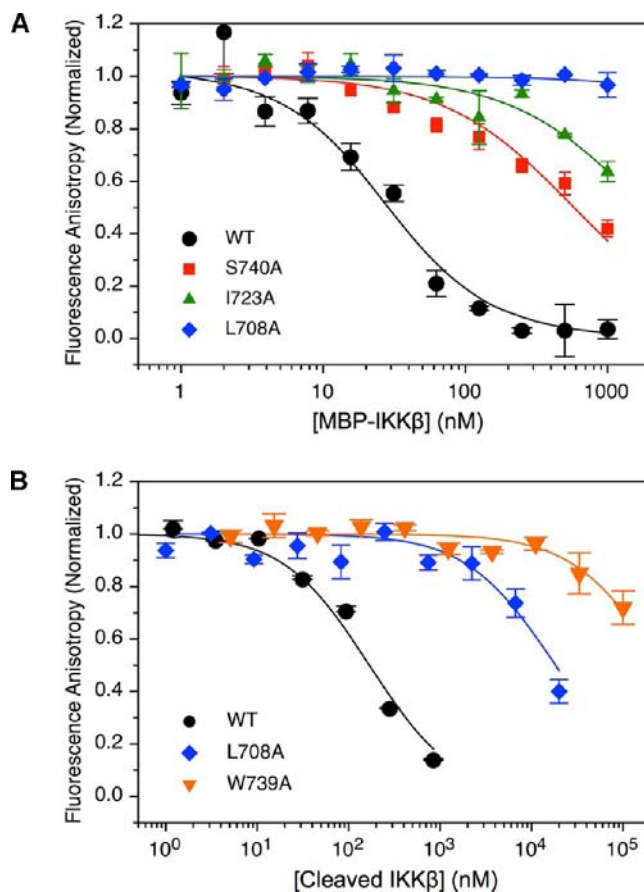 A
Fluorescence Anisotropy (Normalized)
1.2
1.0
0.8
0.6
0.4
0.2
0.0
WT
S740A
I723A
L708A
1 10 100 1000
[MBP-IKKβ] (nM)
B
Fluorescence Anisotropy (Normalized)
1.2
1.0
0.8
0.6
0.4
0.2
0.0
WT
L708A
W739A
10⁰ 10¹ 10² 10³ 10⁴ 10⁵
[Cleaved IKKβ] (nM)